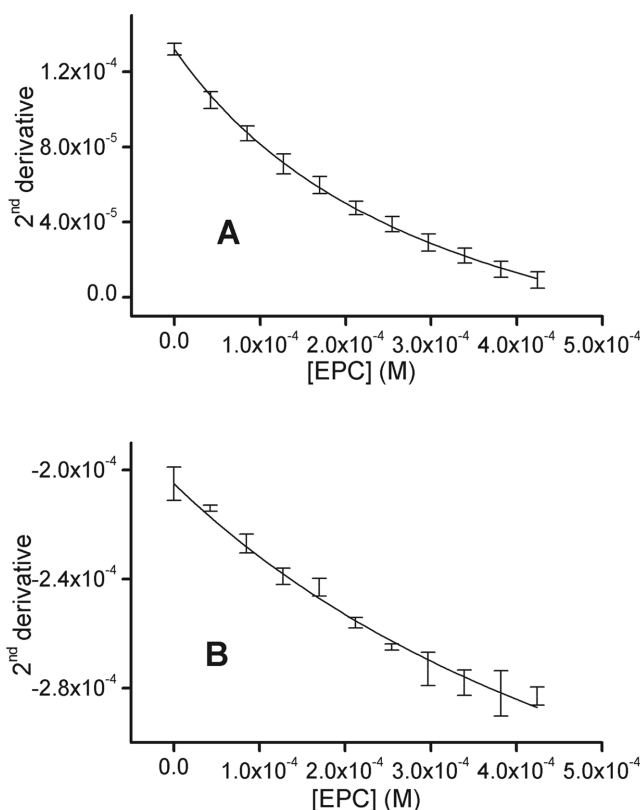 1.2x10⁻⁴
8.0x10⁻⁵
4.0x10⁻⁵
0.0
2ⁿᵈ derivative
A
0.0 1.0x10⁻⁴ 2.0x10⁻⁴ 3.0x10⁻⁴ 4.0x10⁻⁴ 5.0x10⁻⁴
[EPC] (M)
-2.0x10⁻⁴
-2.4x10⁻⁴
-2.8x10⁻⁴
2ⁿᵈ derivative
B
0.0 1.0x10⁻⁴ 2.0x10⁻⁴ 3.0x10⁻⁴ 4.0x10⁻⁴ 5.0x10⁻⁴
[EPC] (M)